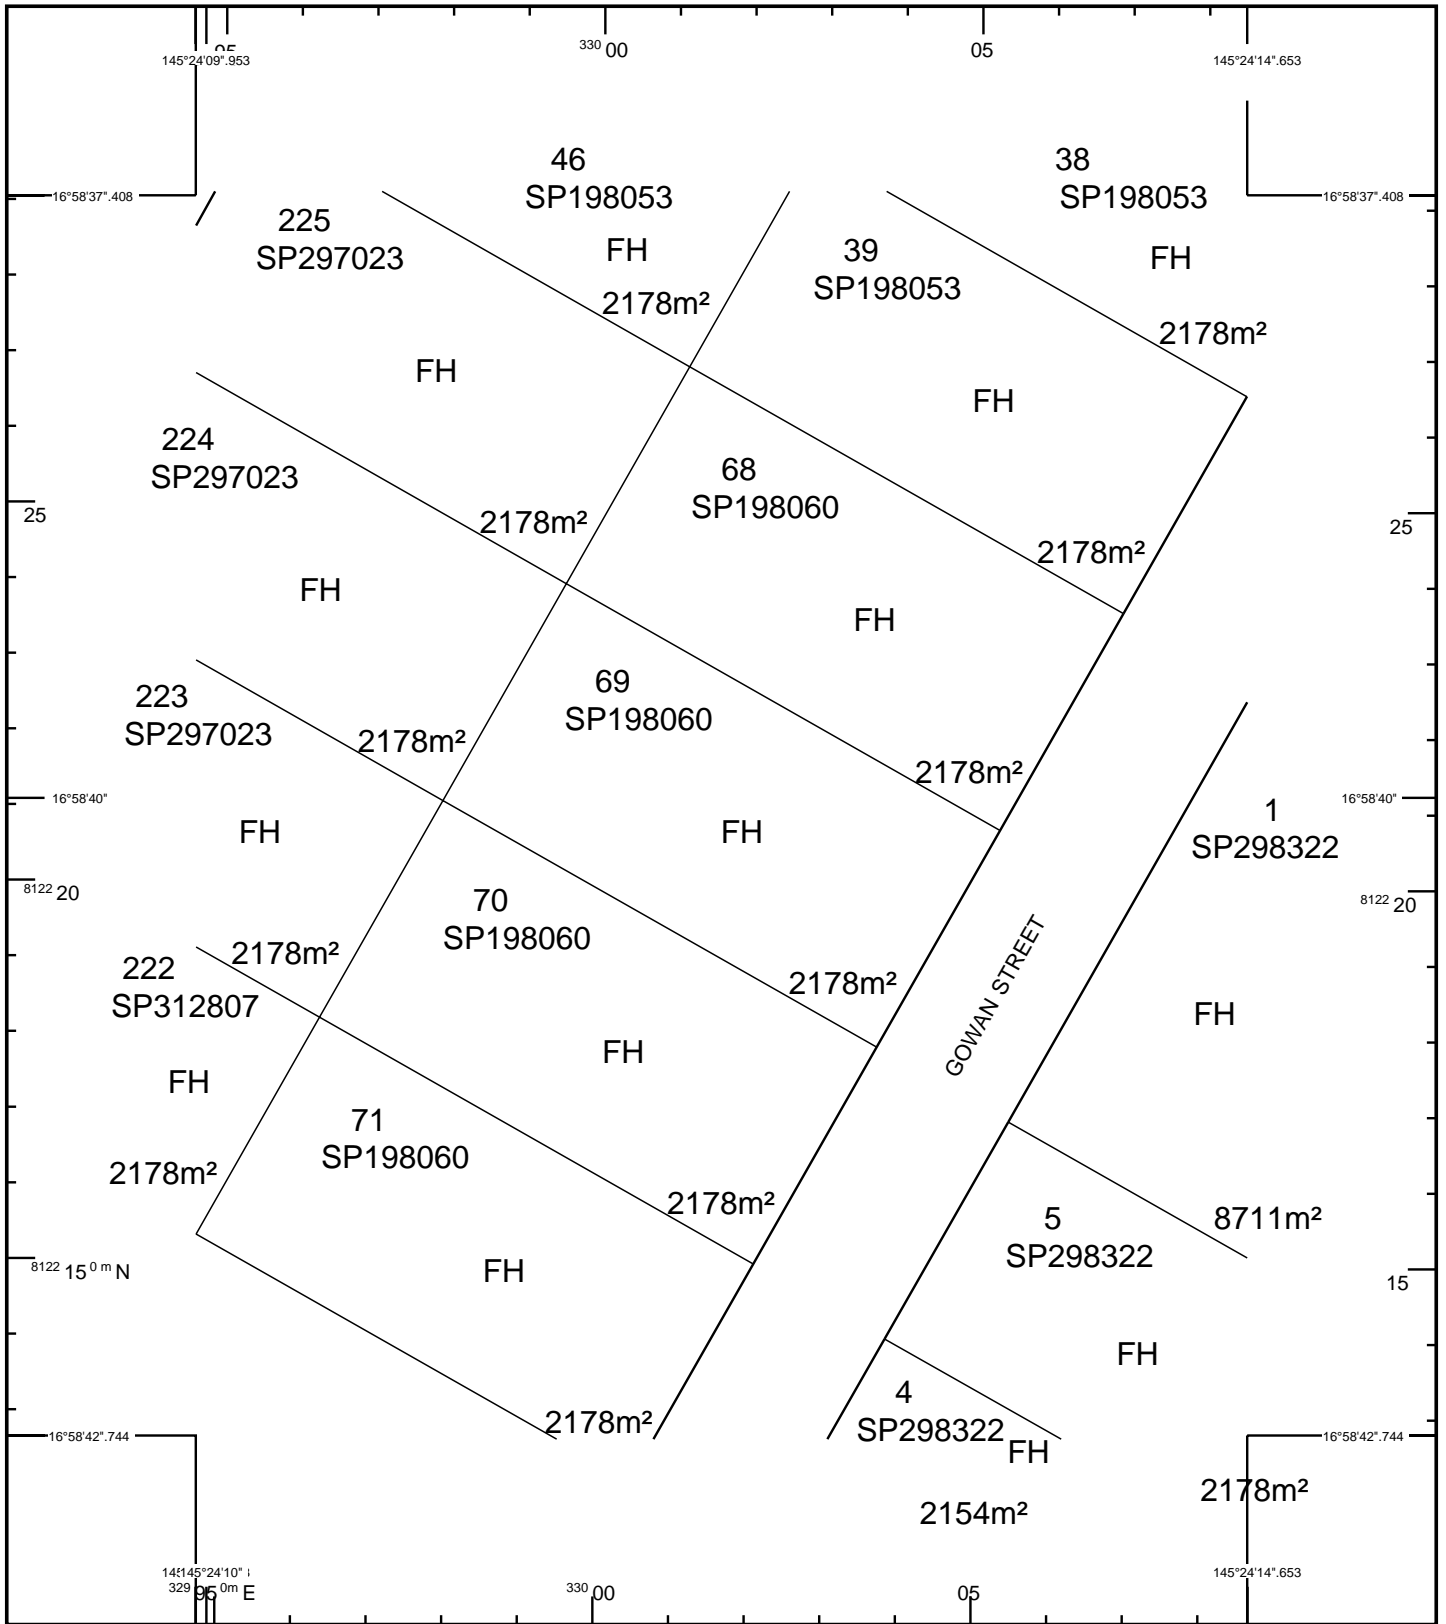 95
330 00
05
145°24'09".953
145°24'14".653
46
SP198053
FH
2178m²
38
SP198053
FH
2178m²
16°58'37".408
16°58'37".408
225
SP297023
FH
2178m²
39
SP198053
FH
2178m²
224
SP297023
FH
2178m²
68
SP198060
FH
2178m²
25
25
223
SP297023
FH
2178m²
69
SP198060
FH
2178m²
16°58'40"
16°58'40"
1
SP298322
FH
8711m²
8122 20
8122 20
70
SP198060
FH
2178m²
GOWAN STREET
222
SP312807
FH
2178m²
71
SP198060
FH
2178m²
5
SP298322
FH
2178m²
8122 15 0 m N
15
4
SP298322
FH
2154m²
16°58'42".744
16°58'42".744
145°24'10"
145°24'14".653
329 95 0m E
330 00
05